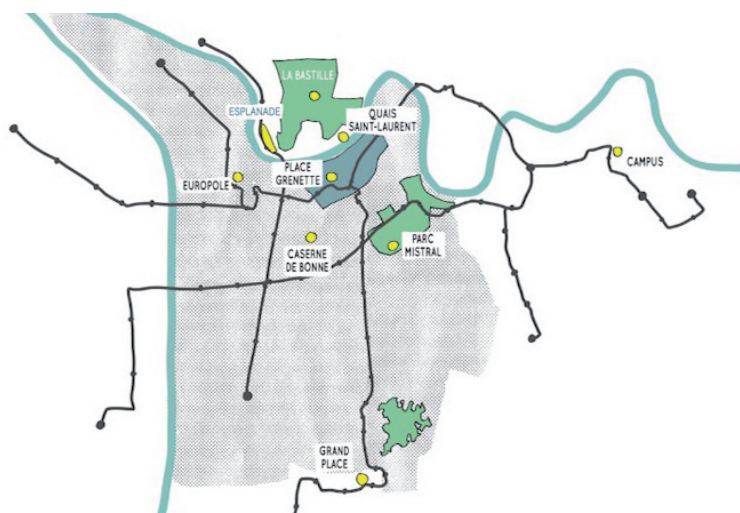 LA BASTILLE
ESPLANADE
QUAIS
SAINT-LAURENT
PLACE
GRENETTE
EUROPOLE
CAMPUS
CASERNE
DE BONNE
PARC
MISTRAL
GRAND
PLACE